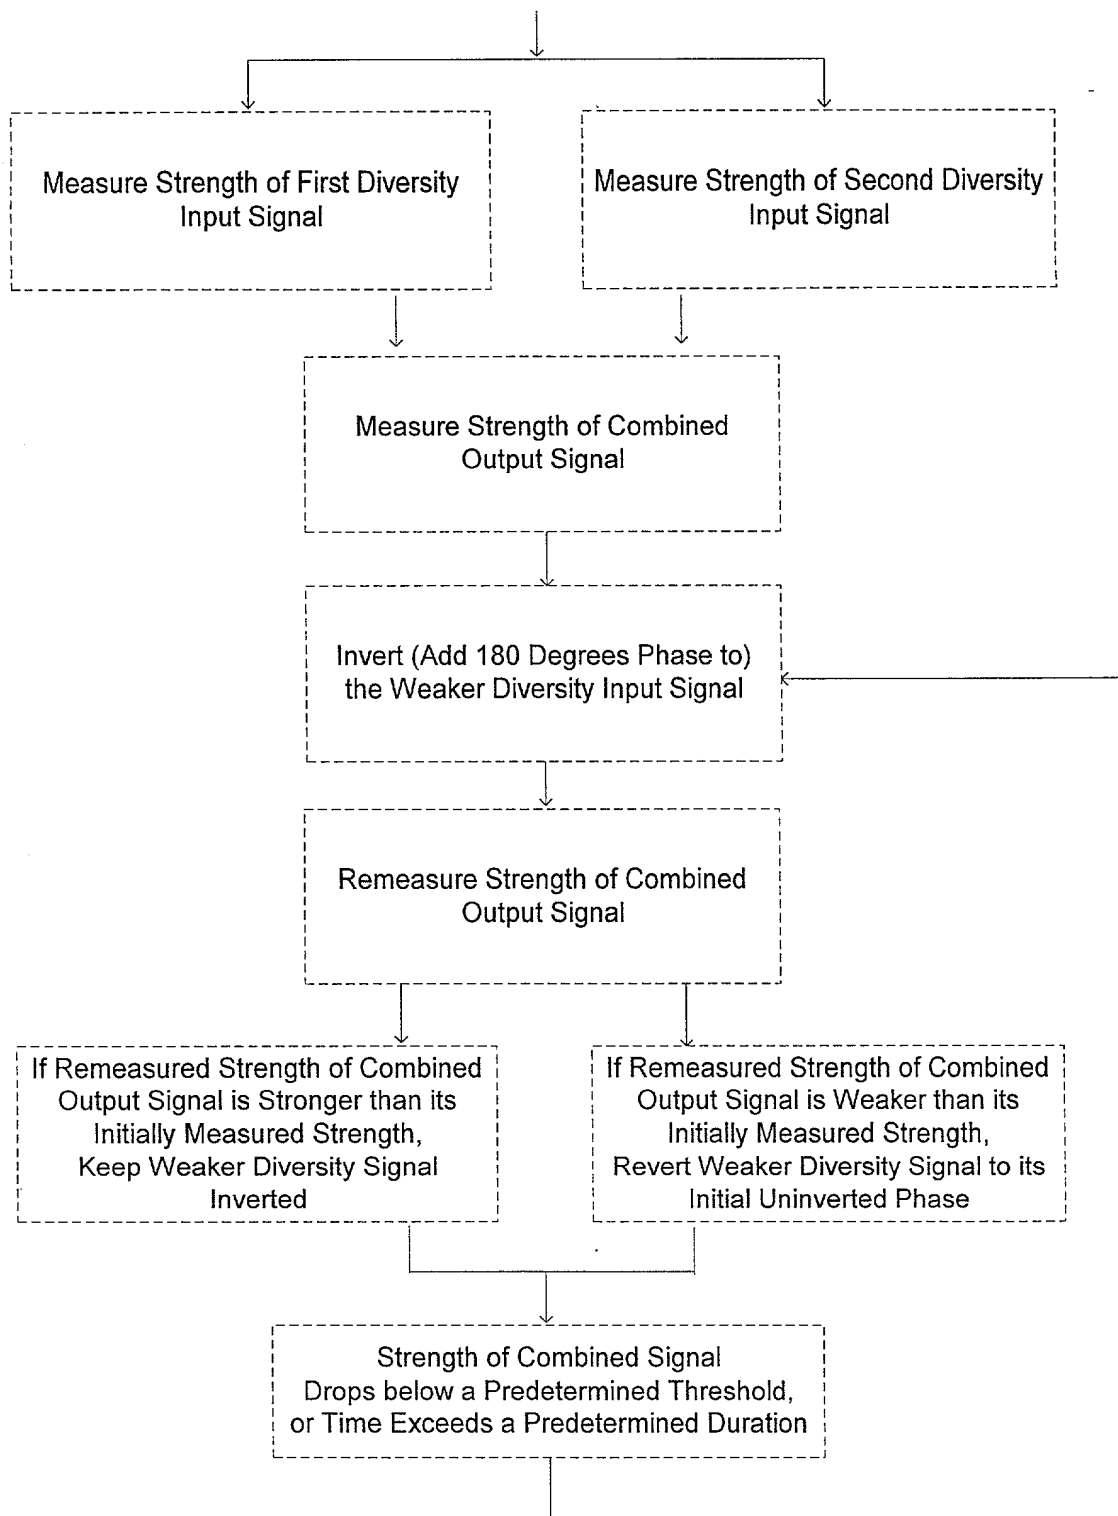 Measure Strength of First Diversity
Input Signal
Measure Strength of Second Diversity
Input Signal
Measure Strength of Combined
Output Signal
Invert (Add 180 Degrees Phase to)
the Weaker Diversity Input Signal
Remeasure Strength of Combined
Output Signal
If Remeasured Strength of Combined
Output Signal is Stronger than its
Initially Measured Strength,
Keep Weaker Diversity Signal
Inverted
If Remeasured Strength of Combined
Output Signal is Weaker than its
Initially Measured Strength,
Revert Weaker Diversity Signal to its
Initial Uninverted Phase
Strength of Combined Signal
Drops below a Predetermined Threshold,
or Time Exceeds a Predetermined Duration